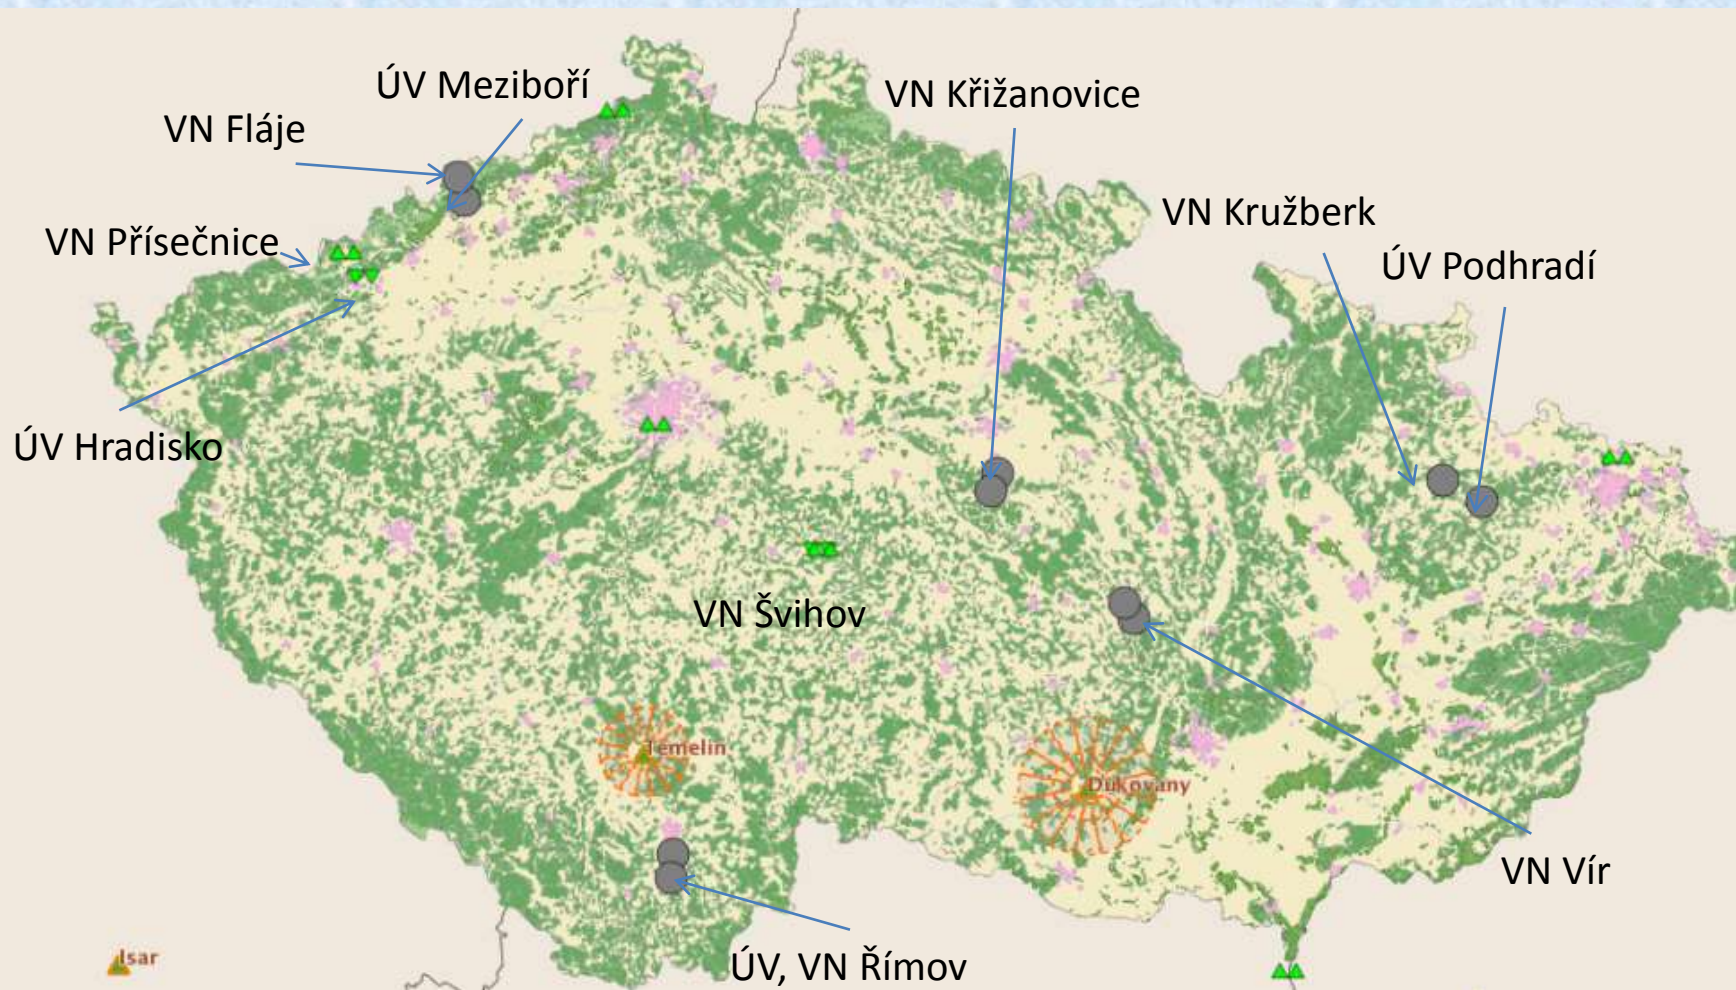 ÚV Meziboří
VN Křižanovice
VN Fláje
VN Kružberk
VN Přísečnice
ÚV Podhradí
ÚV Hradisko
VN Švihov
Temelin
Dukovany
VN Vír
Isar
ÚV, VN Římov